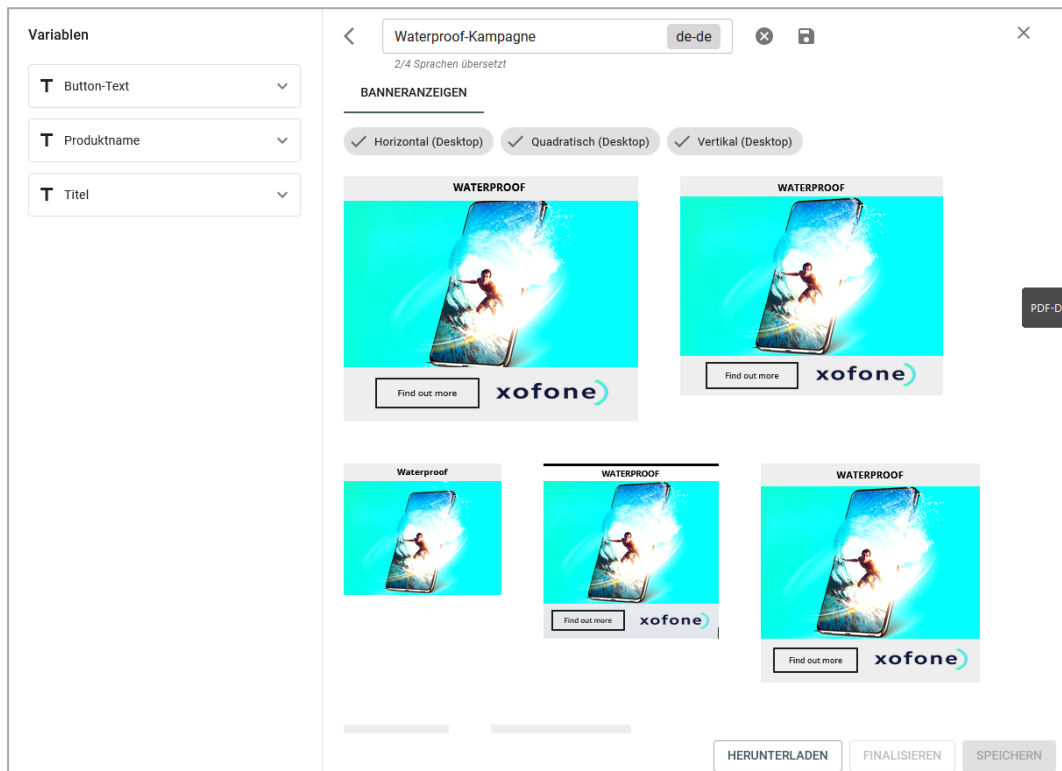 Variablen
Button-Text
Produktname
Titel
Waterproof-Kampagne de-de
2/4 Sprachen übersetzt
BANNERANZEIGEN
Horizontal (Desktop) Quadratisch (Desktop) Vertikal (Desktop)
WATERPROOF
Find out more xofone
WATERPROOF
Find out more xofone
PDF-D
Waterproof
WATERPROOF
Find out more xofone
WATERPROOF
Find out more xofone
HERUNTERLADEN FINALISIEREN SPEICHERN